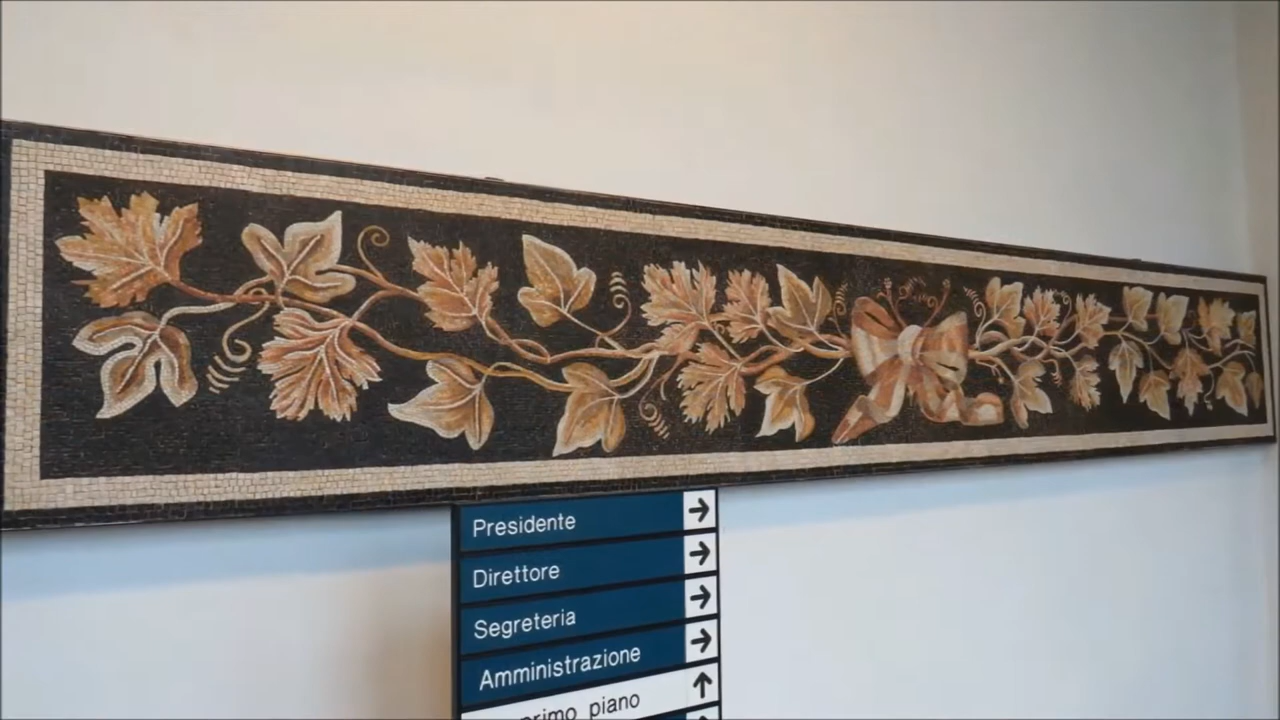 Presidente →
Direttore →
Segreteria →
Amministrazione →
primo piano ↑